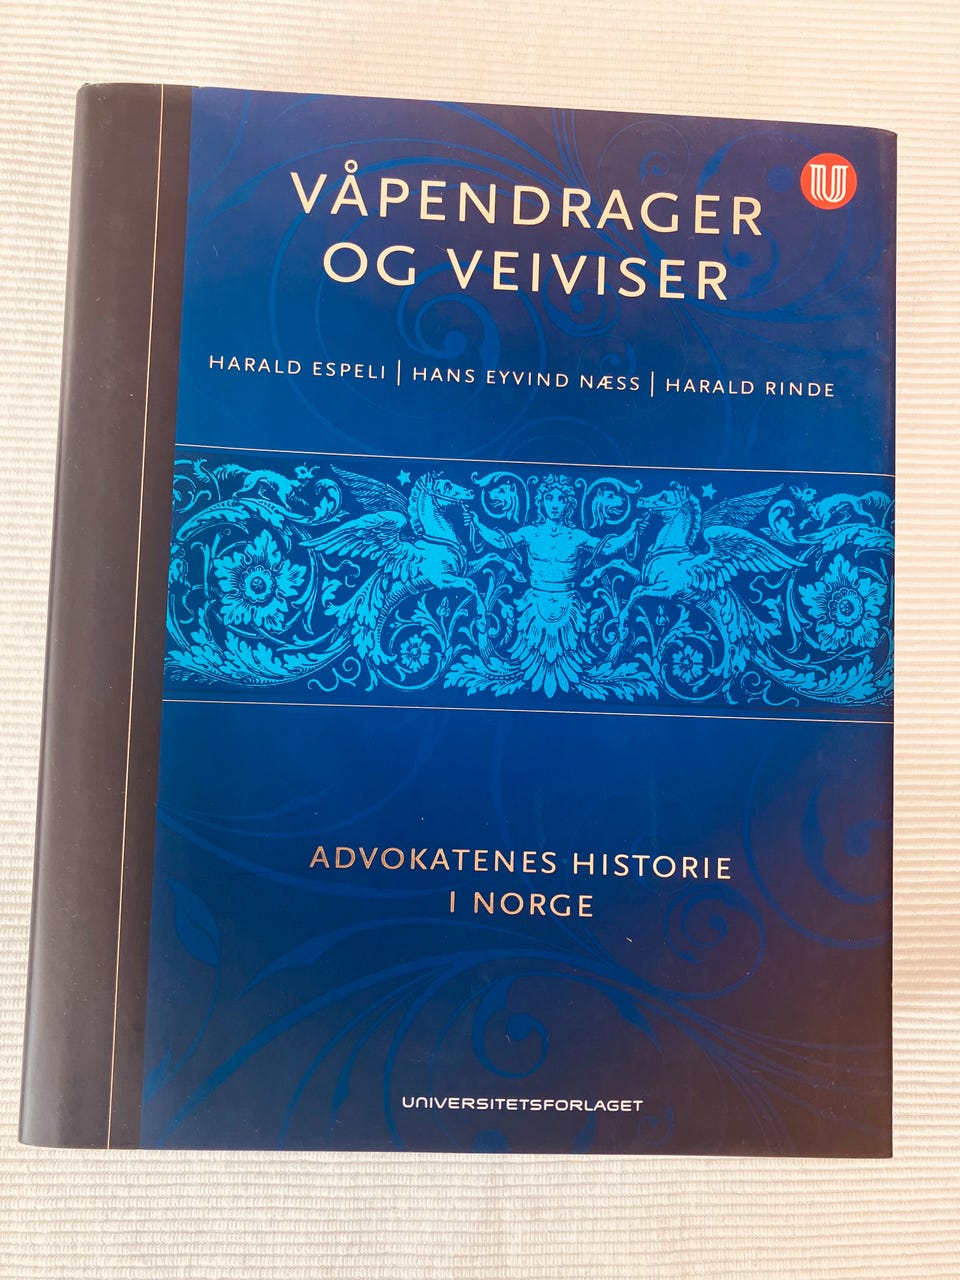 VÅPENDRAGER
OG VEIVISER
HARALD ESPELI | HANS EYVIND NÆSS | HARALD RINDE
ADVOKATENES HISTORIE
I NORGE
UNIVERSITETSFORLAGET